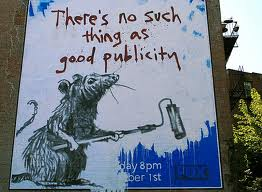 There's no such
thing as
good publicity
day 8pm
ber 1st
FOX